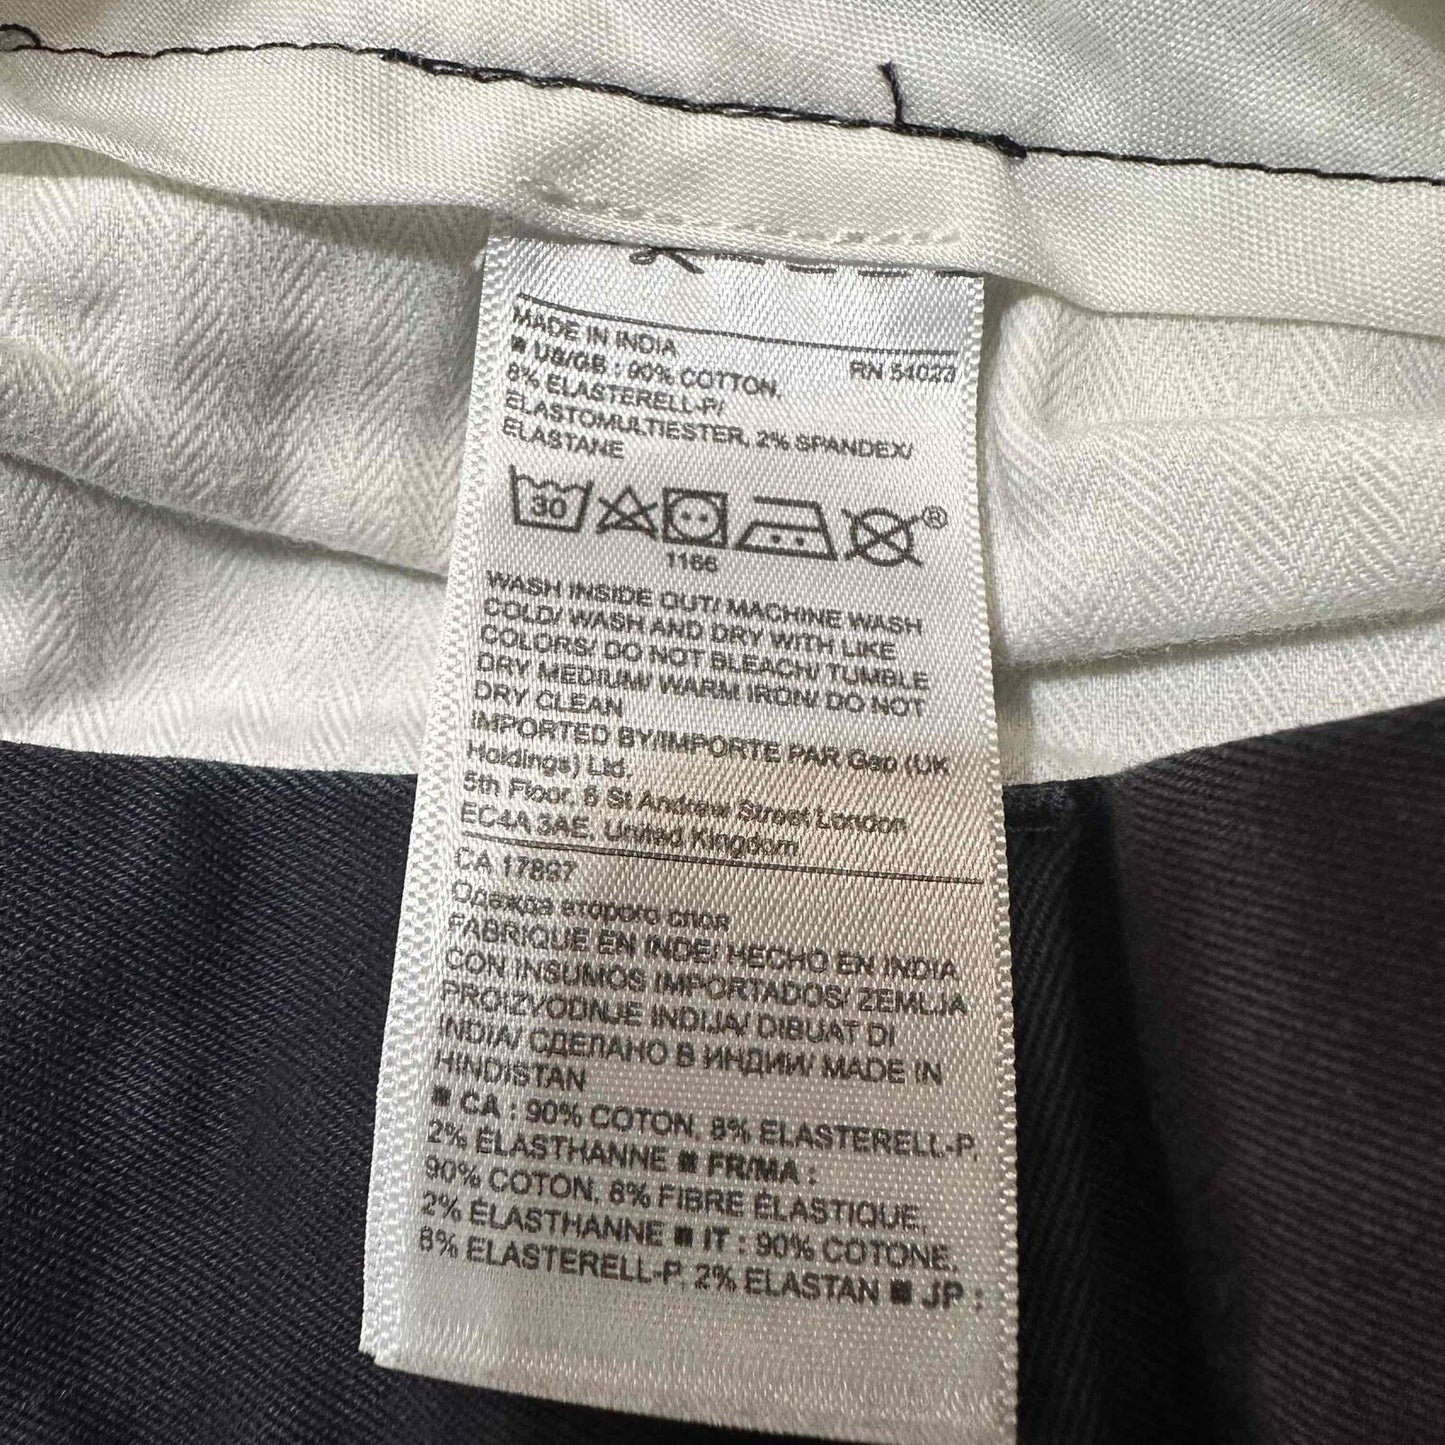 MADE IN INDIA
RN 54023
■ US/GB : 90% COTTON,
8% ELASTERELL-P/
ELASTOMULTIESTER, 2% SPANDEX/
ELASTANE
30
®
1166
WASH INSIDE OUT/ MACHINE WASH
COLD/ WASH AND DRY WITH LIKE
COLORS/ DO NOT BLEACH/ TUMBLE
DRY MEDIUM/ WARM IRON/ DO NOT
DRY CLEAN
IMPORTED BY/IMPORTE PAR Gap (UK
Holdings) Ltd.
5th Floor, 6 St Andrew Street London
EC4A 3AE, United Kingdom
CA 17897
Одежда второго слоя
FABRIQUE EN INDE/ HECHO EN INDIA
CON INSUMOS IMPORTADOS/ ZEMLJA
PROIZVODNJE INDIJA/ DIBUAT DI
INDIA/ СДЕЛАНО В ИНДИИ/ MADE IN
HINDISTAN
■ CA : 90% COTON, 8% ELASTERELL-P,
2% ÉLASTHANNE ■ FR/MA :
90% COTON, 8% FIBRE ÉLASTIQUE,
2% ÉLASTHANNE ■ IT : 90% COTONE,
8% ELASTERELL-P, 2% ELASTAN ■ JP :